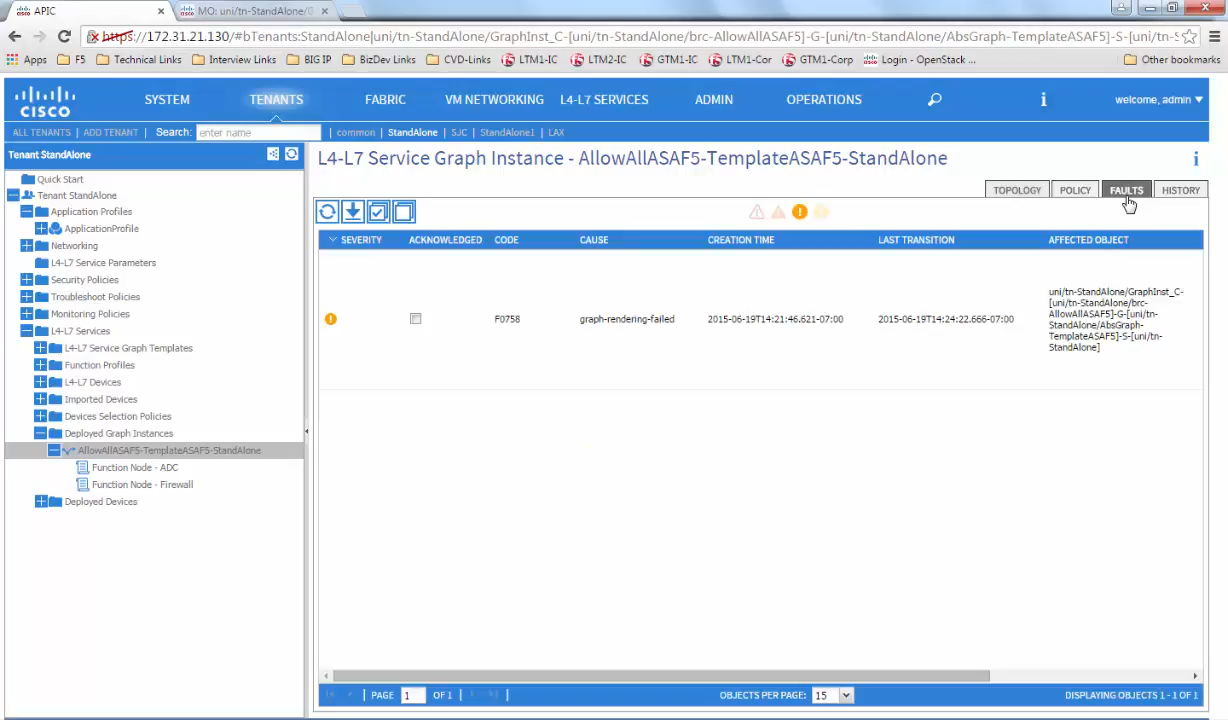 APIC
MO: uni/tn-StandAlone/G
https://172.31.21.130/#bTenants:StandAlone|uni/tn-StandAlone/GraphInst_C-[uni/tn-StandAlone/brc-AllowAllASAF5]-G-[uni/tn-StandAlone/AbsGraph-TemplateASAF5]-S-[uni/tn-S
Apps F5 Technical Links Interview Links BIG IP BizDev Links CVD-Links LTM1-IC LTM2-IC GTM1-IC LTM1-Cor GTM1-Corp Login - OpenStack ... Other bookmarks
CISCO
SYSTEM TENANTS FABRIC VM NETWORKING L4-L7 SERVICES ADMIN OPERATIONS i welcome, admin
ALL TENANTS | ADD TENANT | Search: enter name | common | StandAlone | SJC | StandAlone1 | LAX
Tenant StandAlone
Quick Start
Tenant StandAlone
Application Profiles
ApplicationProfile
Networking
L4-L7 Service Parameters
Security Policies
Troubleshoot Policies
Monitoring Policies
L4-L7 Services
L4-L7 Service Graph Templates
Function Profiles
L4-L7 Devices
Imported Devices
Devices Selection Policies
Deployed Graph Instances
AllowAllASAF5-TemplateASAF5-StandAlone
Function Node - ADC
Function Node - Firewall
Deployed Devices
L4-L7 Service Graph Instance - AllowAllASAF5-TemplateASAF5-StandAlone
i
TOPOLOGY POLICY FAULTS HISTORY
SEVERITY ACKNOWLEDGED CODE CAUSE CREATION TIME LAST TRANSITION AFFECTED OBJECT
F0758 graph-rendering-failed 2015-06-19T14:21:46.621-07:00 2015-06-19T14:24:22.666-07:00
uni/tn-StandAlone/GraphInst_C-
[uni/tn-StandAlone/brc-
AllowAllASAF5]-G-[uni/tn-
StandAlone/AbsGraph-
TemplateASAF5]-S-[uni/tn-
StandAlone]
PAGE 1 OF 1 OBJECTS PER PAGE: 15 DISPLAYING OBJECTS 1 - 1 OF 1